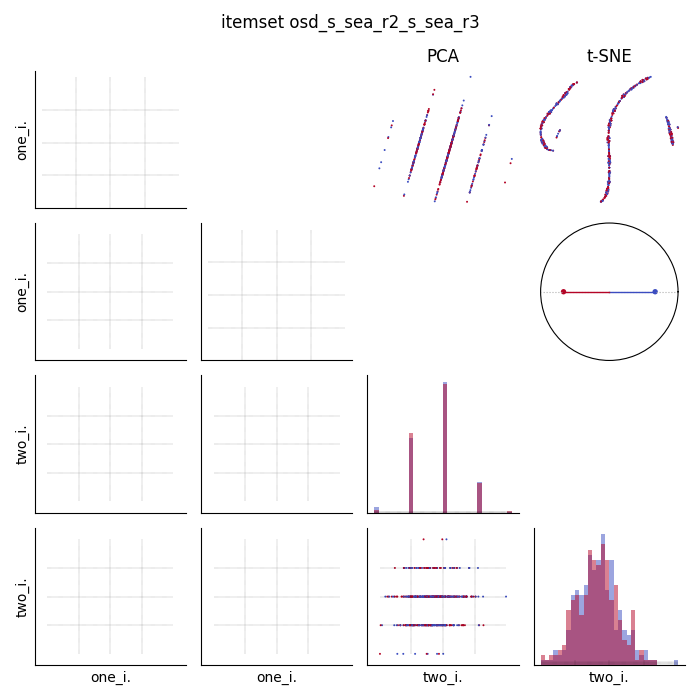 itemset osd_s_sea_r2_s_sea_r3
PCA
t-SNE
one_i.
one_i.
two_i.
two_i.
one_i.
one_i.
two_i.
two_i.